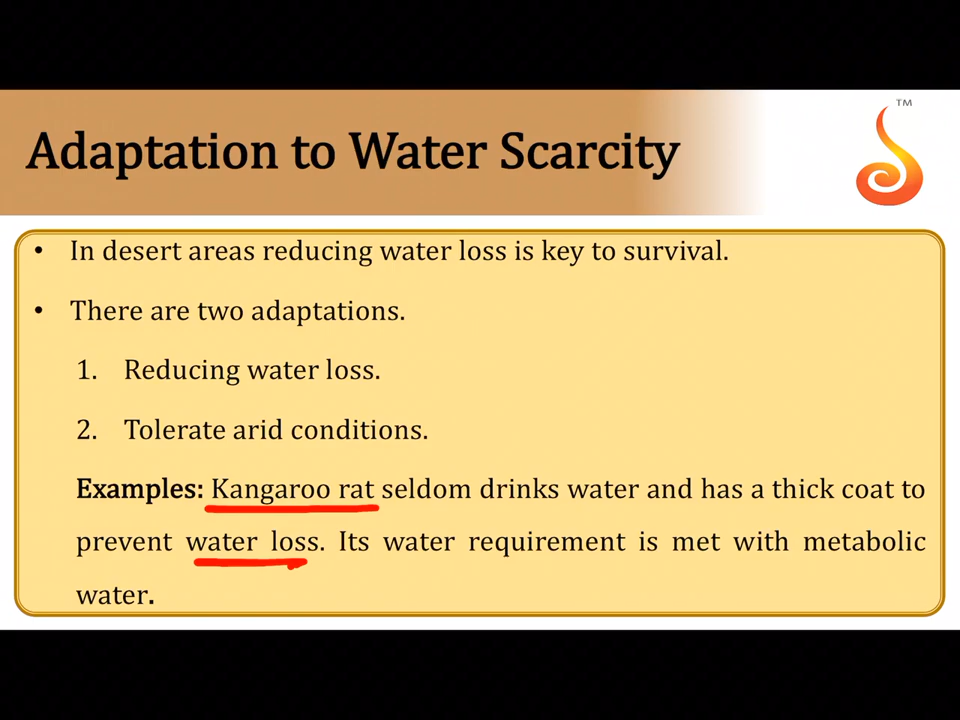 TM
Adaptation to Water Scarcity
• In desert areas reducing water loss is key to survival.
• There are two adaptations.
1. Reducing water loss.
2. Tolerate arid conditions.
Examples: Kangaroo rat seldom drinks water and has a thick coat to
prevent water loss. Its water requirement is met with metabolic
water.